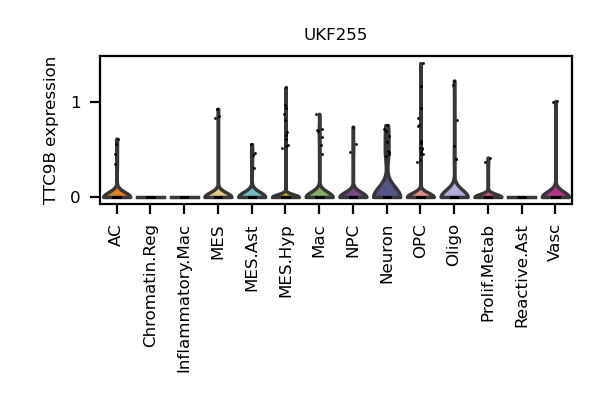 UKF255
TTC9B expression
1
0
AC
Chromatin.Reg
Inflammatory.Mac
MES
MES.Ast
MES.Hyp
Mac
NPC
Neuron
OPC
Oligo
Prolif.Metab
Reactive.Ast
Vasc